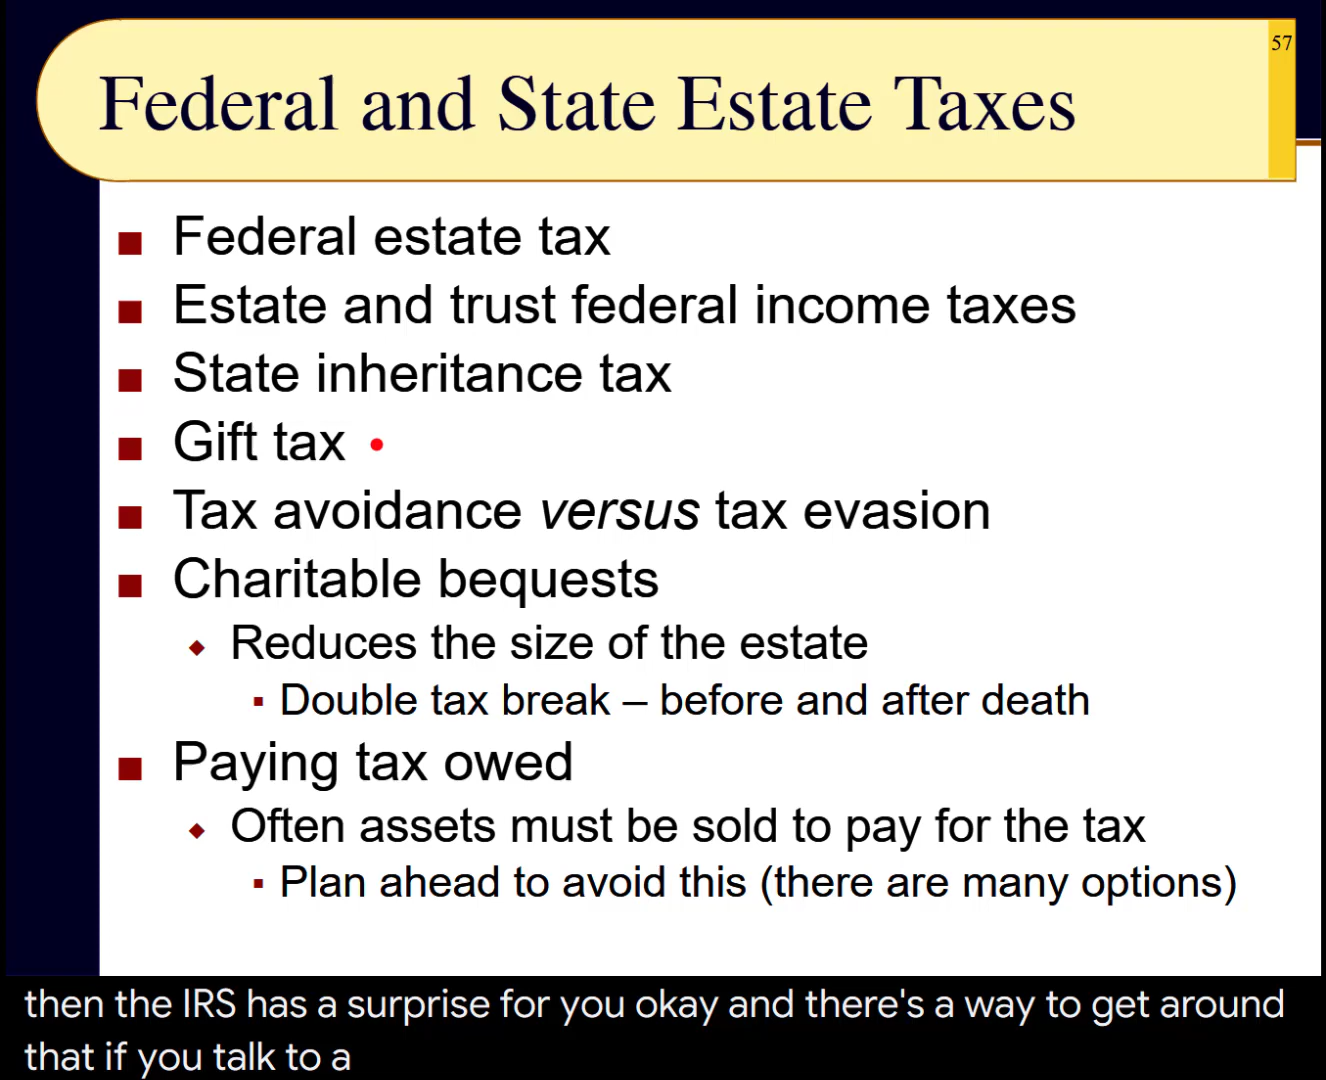 57
Federal and State Estate Taxes
Federal estate tax
Estate and trust federal income taxes
State inheritance tax
Gift tax
Tax avoidance versus tax evasion
Charitable bequests
Reduces the size of the estate
Double tax break – before and after death
Paying tax owed
Often assets must be sold to pay for the tax
Plan ahead to avoid this (there are many options)
then the IRS has a surprise for you okay and there's a way to get around
that if you talk to a